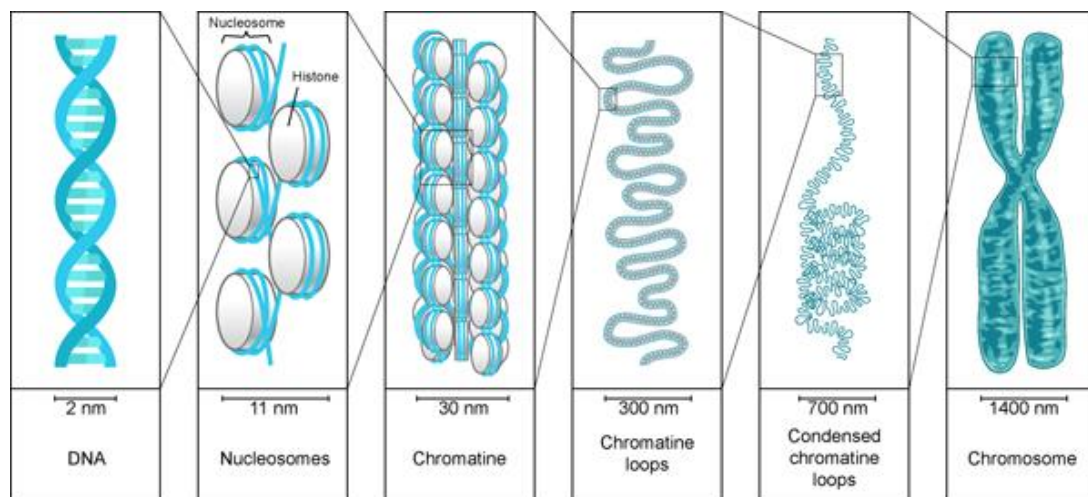 Nucleosome
Histone
2 nm
11 nm
30 nm
300 nm
700 nm
1400 nm
DNA
Nucleosomes
Chromatine
Chromatine
loops
Condensed
chromatine
loops
Chromosome